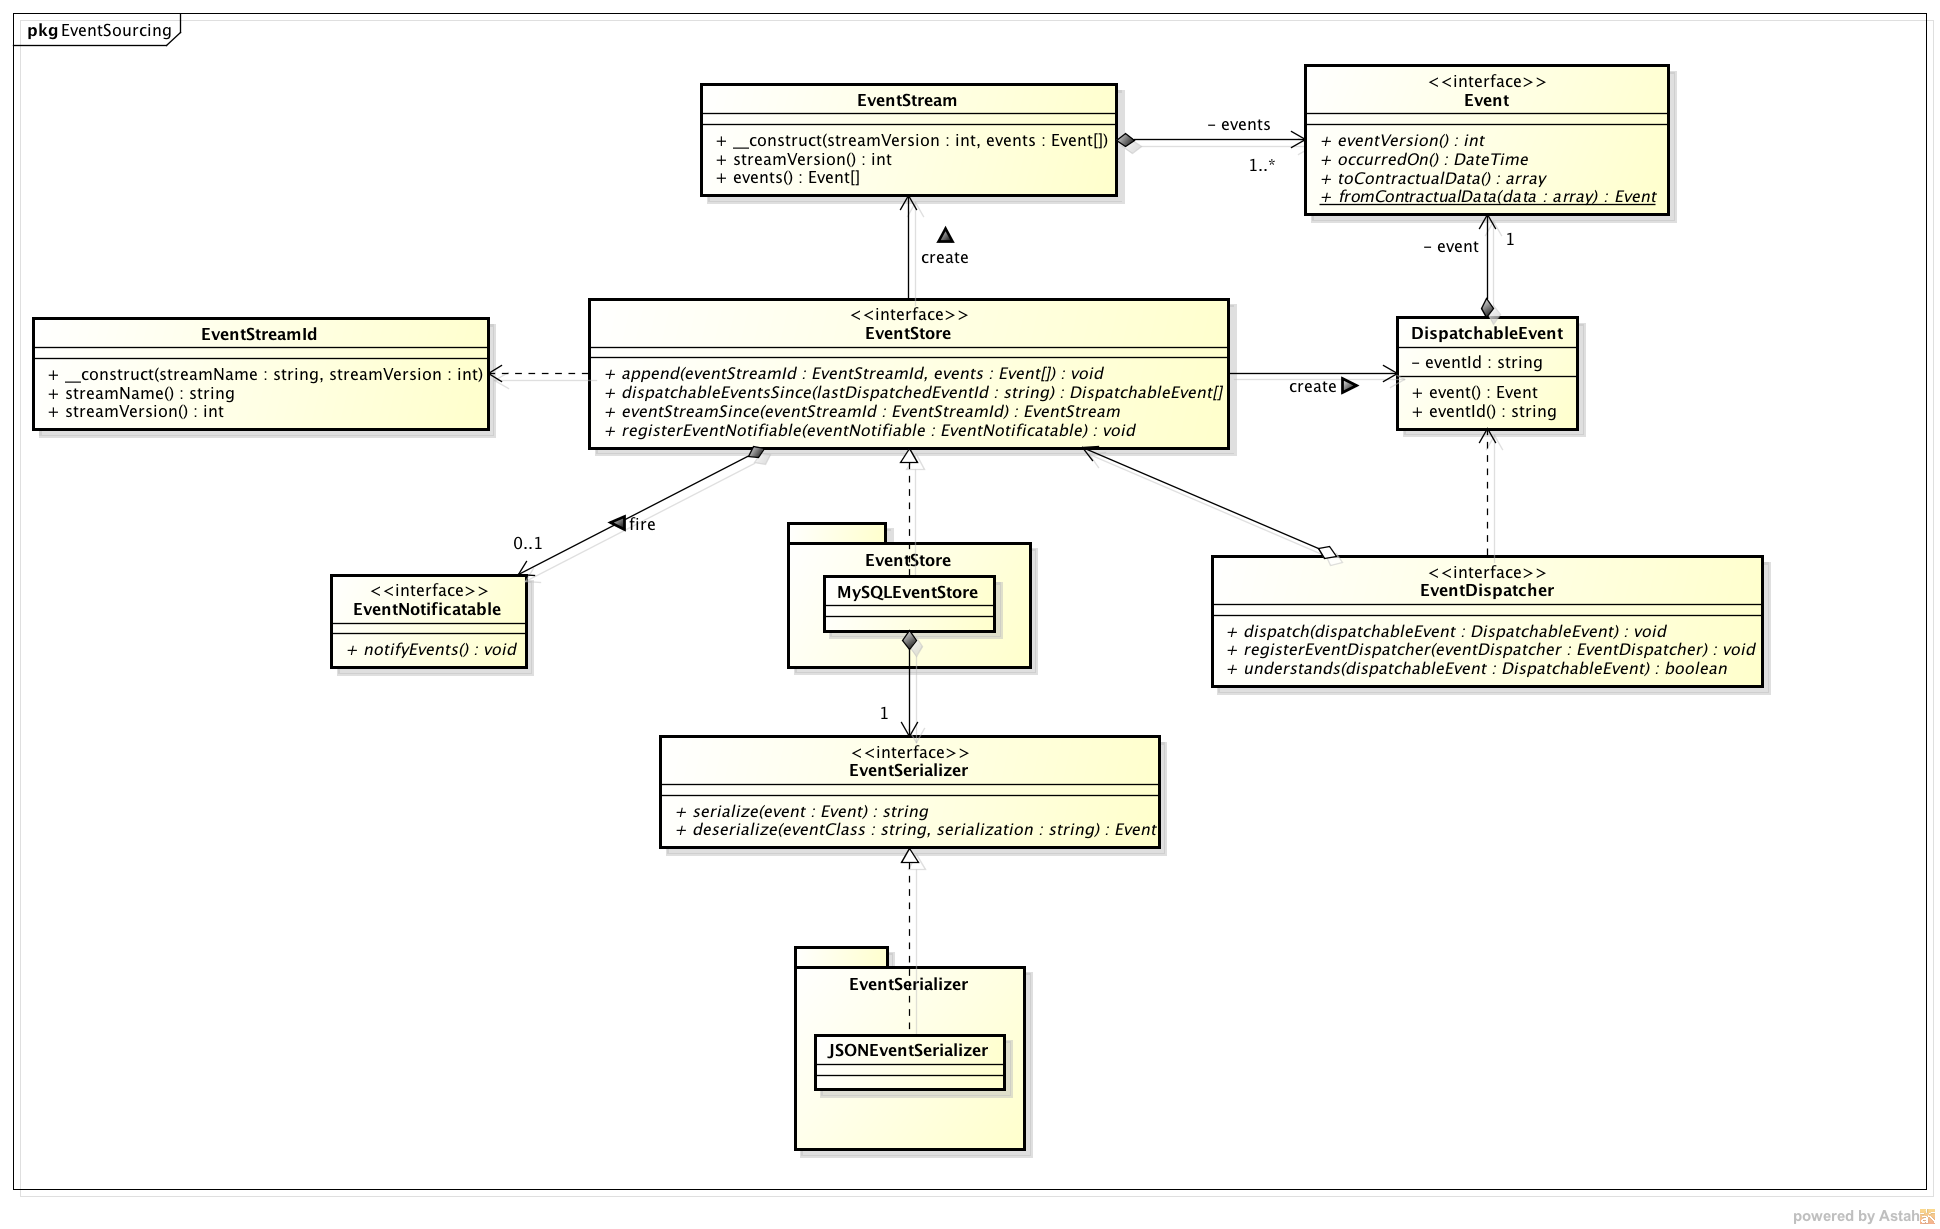 pkg EventSourcing
EventStream
+ __construct(streamVersion : int, events : Event[])
+ streamVersion() : int
+ events() : Event[]
- events
1..*
<<interface>>
Event
+ eventVersion() : int
+ occurredOn() : DateTime
+ toContractualData() : array
+ fromContractualData(data : array) : Event
create
- event
1
EventStreamId
+ __construct(streamName : string, streamVersion : int)
+ streamName() : string
+ streamVersion() : int
<<interface>>
EventStore
+ append(eventStreamId : EventStreamId, events : Event[]) : void
+ dispatchableEventsSince(lastDispatchedEventId : string) : DispatchableEvent[]
+ eventStreamSince(eventStreamId : EventStreamId) : EventStream
+ registerEventNotifiable(eventNotifiable : EventNotificatable) : void
create
DispatchableEvent
- eventId : string
+ event() : Event
+ eventId() : string
fire
0..1
<<interface>>
EventNotificatable
+ notifyEvents() : void
EventStore
MySQLEventStore
<<interface>>
EventDispatcher
+ dispatch(dispatchableEvent : DispatchableEvent) : void
+ registerEventDispatcher(eventDispatcher : EventDispatcher) : void
+ understands(dispatchableEvent : DispatchableEvent) : boolean
1
<<interface>>
EventSerializer
+ serialize(event : Event) : string
+ deserialize(eventClass : string, serialization : string) : Event
EventSerializer
JSONEventSerializer
powered by Astah